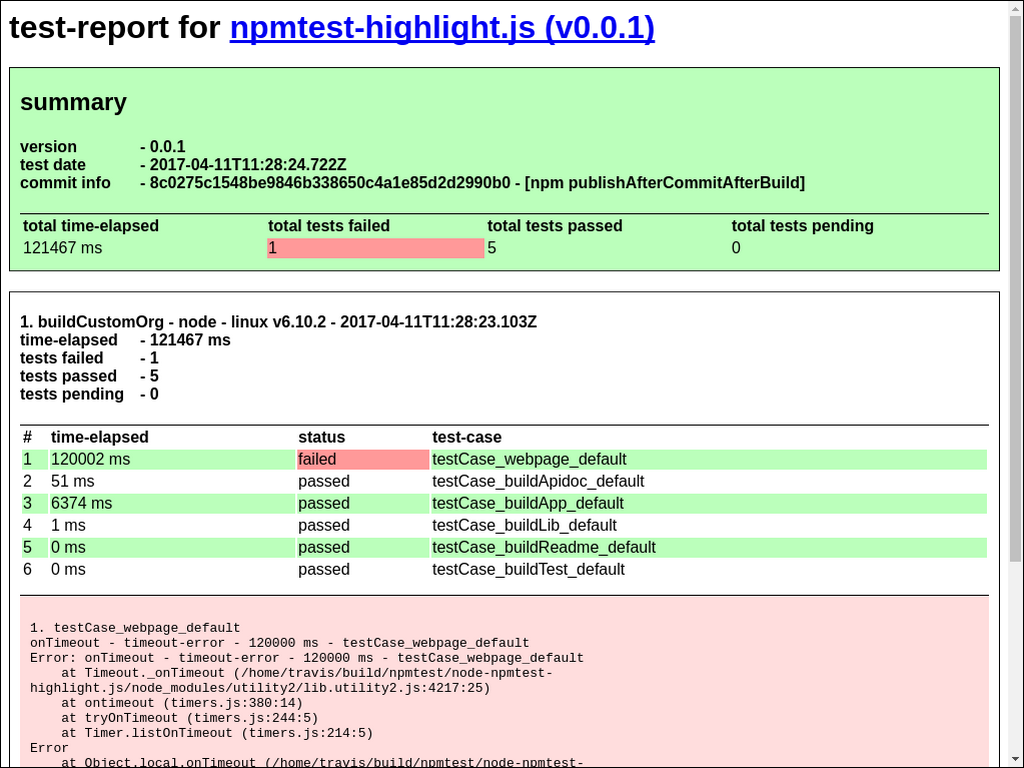 test-report for npmtest-highlight.js (v0.0.1)
summary
version - 0.0.1
test date - 2017-04-11T11:28:24.722Z
commit info - 8c0275c1548be9846b338650c4a1e85d2d2990b0 - [npm publishAfterCommitAfterBuild]
total time-elapsed total tests failed total tests passed total tests pending
121467 ms 1 5 0
1. buildCustomOrg - node - linux v6.10.2 - 2017-04-11T11:28:23.103Z
time-elapsed - 121467 ms
tests failed - 1
tests passed - 5
tests pending - 0
# time-elapsed status test-case
1 120002 ms failed testCase_webpage_default
2 51 ms passed testCase_buildApidoc_default
3 6374 ms passed testCase_buildApp_default
4 1 ms passed testCase_buildLib_default
5 0 ms passed testCase_buildReadme_default
6 0 ms passed testCase_buildTest_default
1. testCase_webpage_default
onTimeout - timeout-error - 120000 ms - testCase_webpage_default
Error: onTimeout - timeout-error - 120000 ms - testCase_webpage_default
at Timeout._onTimeout (/home/travis/build/npmtest/node-npmtest-
highlight.js/node_modules/utility2/lib.utility2.js:4217:25)
at ontimeout (timers.js:380:14)
at tryOnTimeout (timers.js:244:5)
at Timer.listOnTimeout (timers.js:214:5)
Error
at Object.local.onTimeout (/home/travis/build/npmtest/node-npmtest-